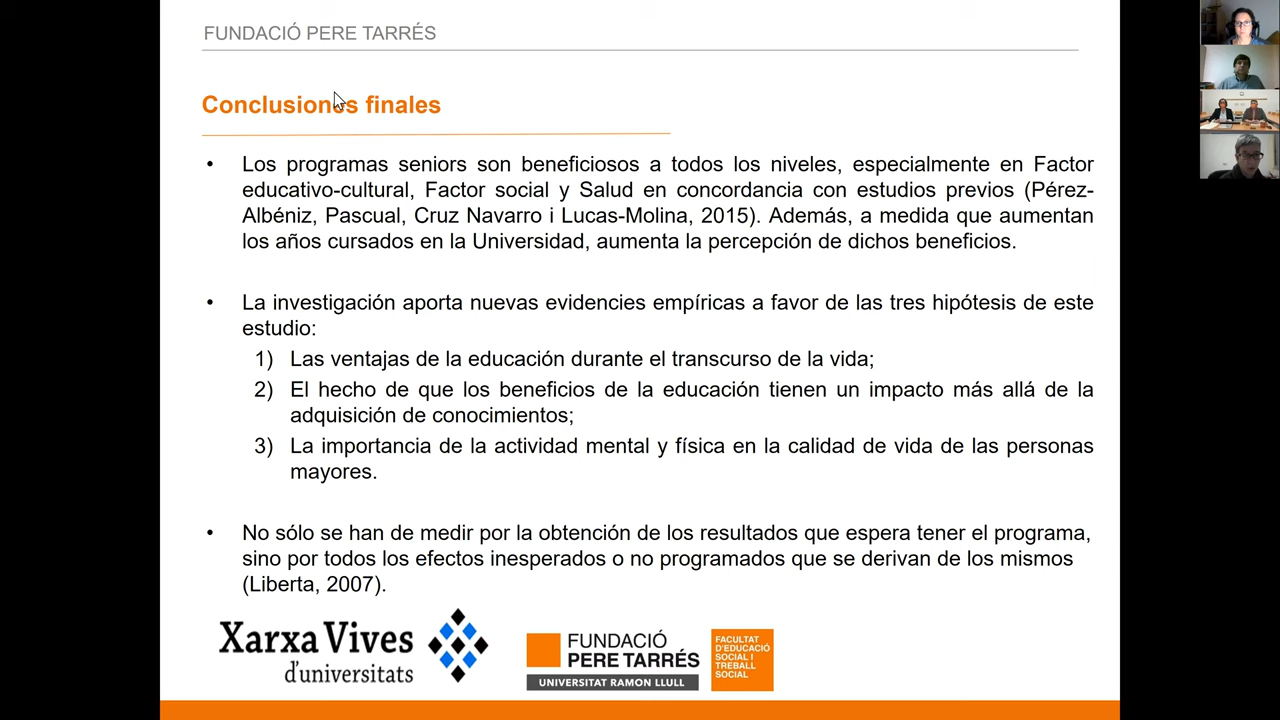 FUNDACIÓ PERE TARRÉS
Conclusiones finales
• Los programas seniors son beneficiosos a todos los niveles, especialmente en Factor
educativo-cultural, Factor social y Salud en concordancia con estudios previos (Pérez-
Albéniz, Pascual, Cruz Navarro i Lucas-Molina, 2015). Además, a medida que aumentan
los años cursados en la Universidad, aumenta la percepción de dichos beneficios.
• La investigación aporta nuevas evidencies empíricas a favor de las tres hipótesis de este
estudio:
1) Las ventajas de la educación durante el transcurso de la vida;
2) El hecho de que los beneficios de la educación tienen un impacto más allá de la
adquisición de conocimientos;
3) La importancia de la actividad mental y física en la calidad de vida de las personas
mayores.
• No sólo se han de medir por la obtención de los resultados que espera tener el programa,
sino por todos los efectos inesperados o no programados que se derivan de los mismos
(Liberta, 2007).
Xarxa Vives
d'universitats
FUNDACIÓ
PERE TARRÉS
UNIVERSITAT RAMON LLULL
FACULTAT
D'EDUCACIÓ
SOCIAL I
TREBALL
SOCIAL